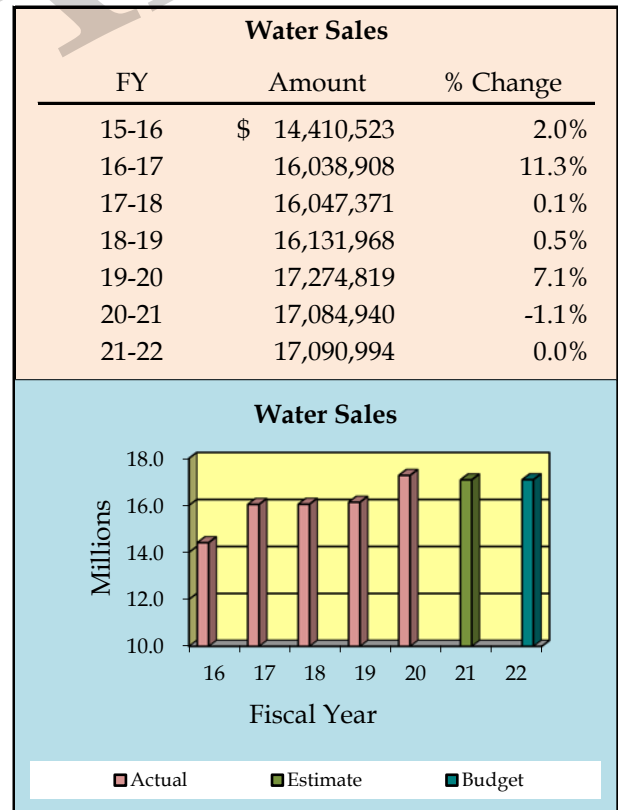 Water Sales
FY Amount % Change
15-16 $ 14,410,523 2.0%
16-17 16,038,908 11.3%
17-18 16,047,371 0.1%
18-19 16,131,968 0.5%
19-20 17,274,819 7.1%
20-21 17,084,940 -1.1%
21-22 17,090,994 0.0%
Water Sales
18.0
16.0
14.0
12.0
10.0
Millions
16 17 18 19 20 21 22
Fiscal Year
Actual Estimate Budget